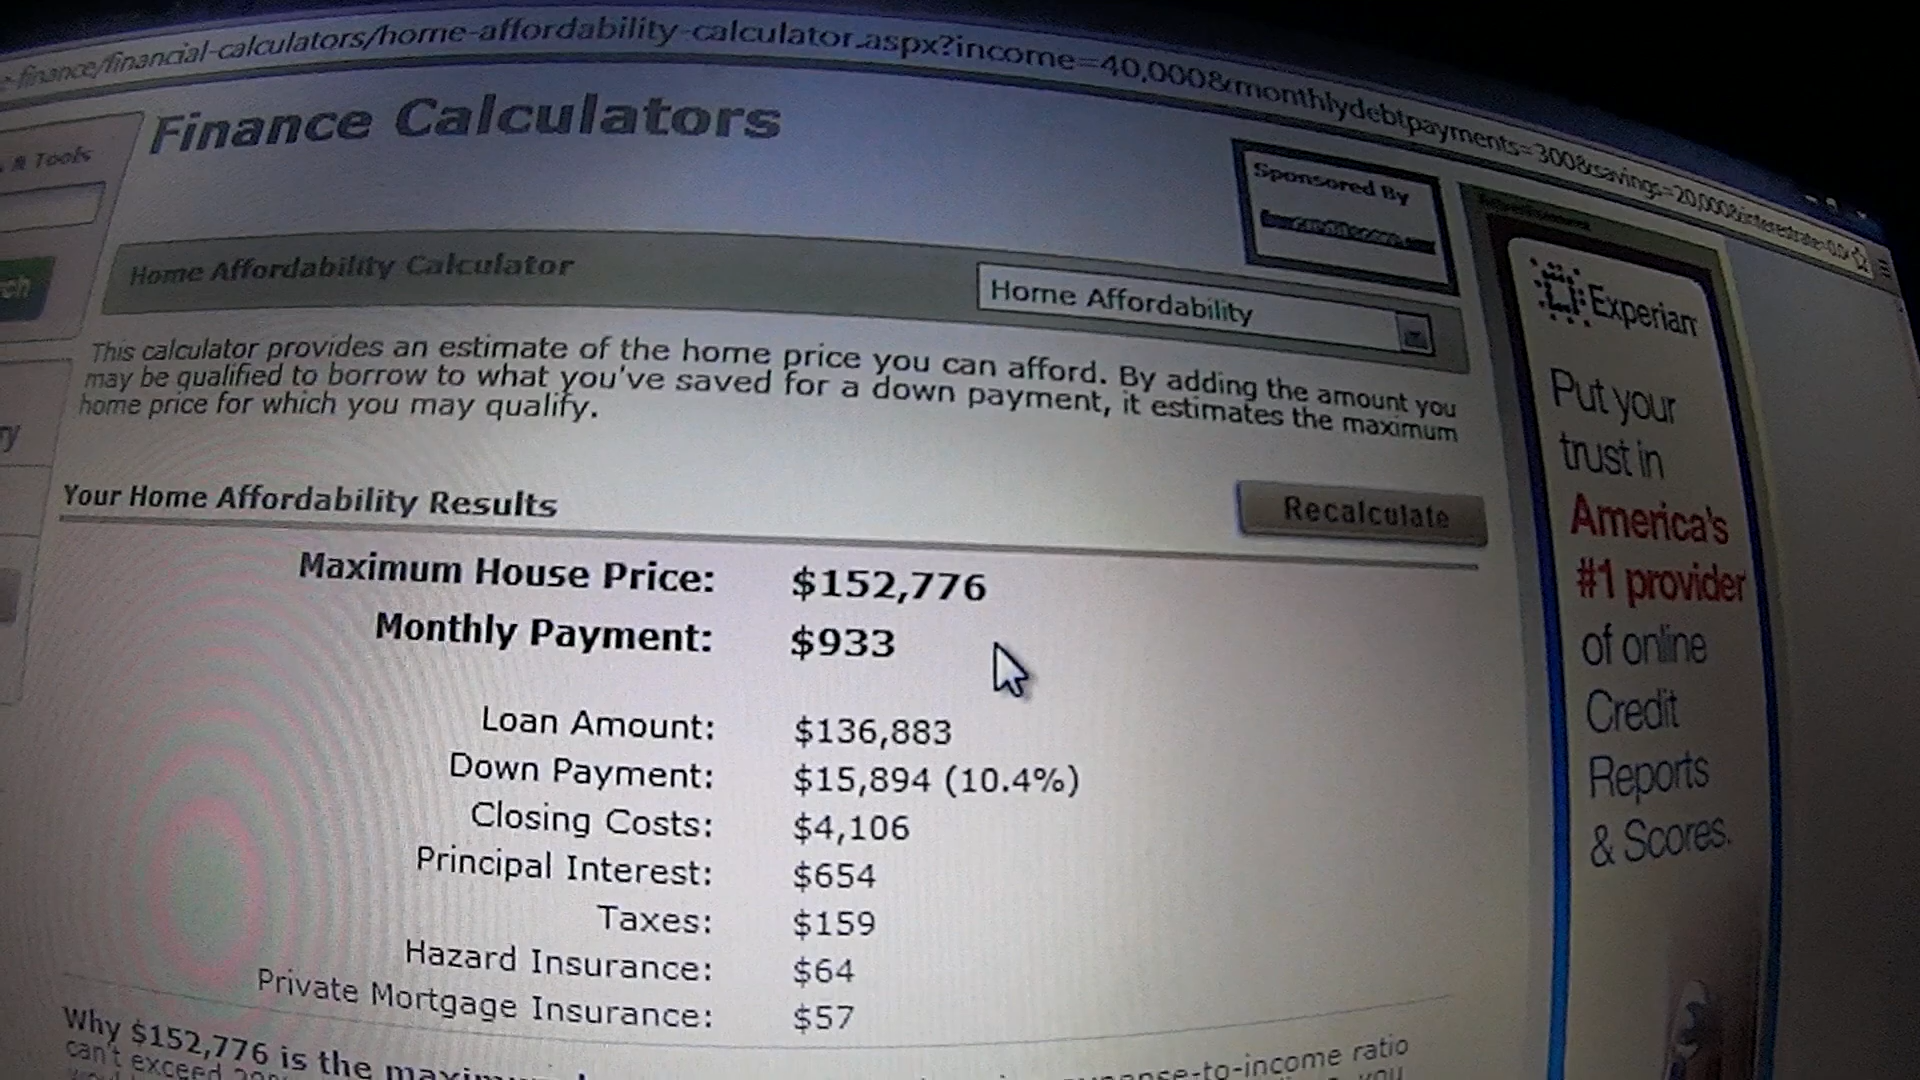 e-finance/financial-calculators/home-affordability-calculator.aspx?income=40,000&monthlydebtpayments=300&savings=20,000&interestrate=0.0
& Tools
Finance Calculators
Sponsored By
ch
Home Affordability Calculator
Home Affordability
This calculator provides an estimate of the home price you can afford. By adding the amount you
may be qualified to borrow to what you've saved for a down payment, it estimates the maximum
home price for which you may qualify.
ry
Your Home Affordability Results
Recalculate
Maximum House Price: $152,776
Monthly Payment: $933
Loan Amount: $136,883
Down Payment: $15,894 (10.4%)
Closing Costs: $4,106
Principal Interest: $654
Taxes: $159
Hazard Insurance: $64
Private Mortgage Insurance: $57
Why $152,776 is the
can't exceed
to-income ratio
you
Experian
Put your
trust in
America's
#1 provider
of online
Credit
Reports
& Scores.